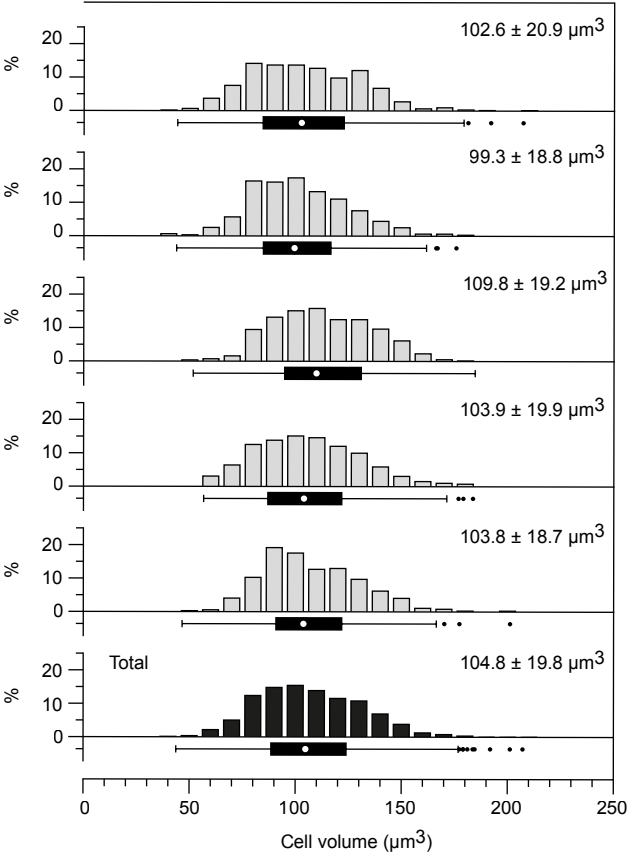 102.6 ± 20.9 µm³
%
20
10
0
99.3 ± 18.8 µm³
%
20
10
0
109.8 ± 19.2 µm³
%
20
10
0
103.9 ± 19.9 µm³
%
20
10
0
103.8 ± 18.7 µm³
%
20
10
0
Total
104.8 ± 19.8 µm³
%
20
10
0
0 50 100 150 200 250
Cell volume (µm³)